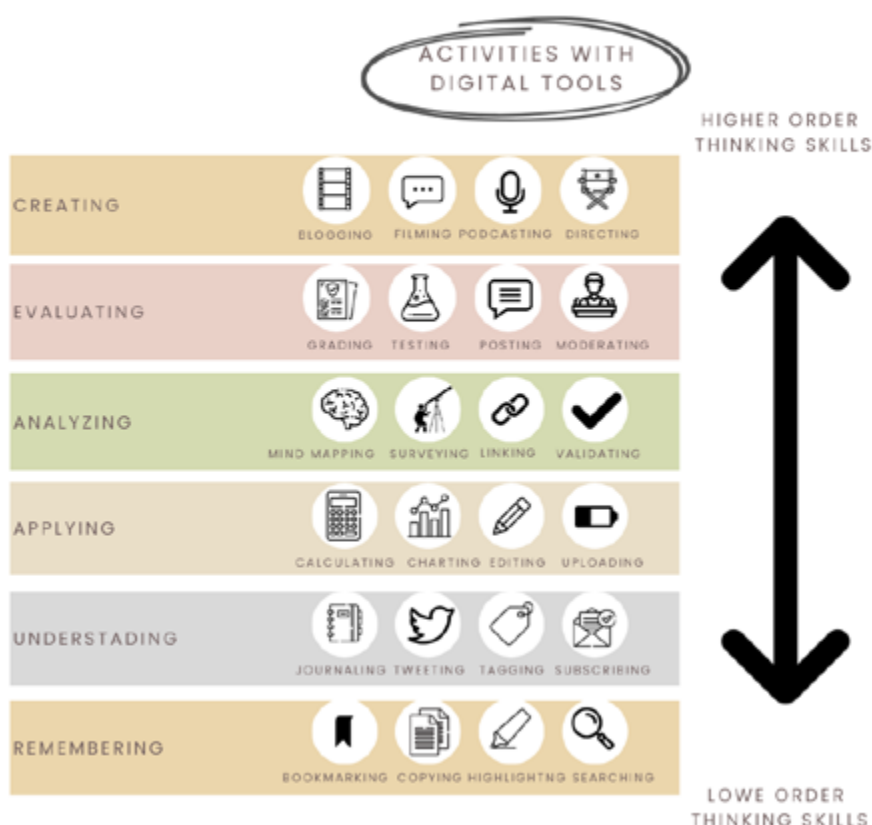 ACTIVITIES WITH
DIGITAL TOOLS
HIGHER ORDER
THINKING SKILLS
CREATING
BLOGGING FILMING PODCASTING DIRECTING
EVALUATING
GRADING TESTING POSTING MODERATING
ANALYZING
MIND MAPPING SURVEYING LINKING VALIDATING
APPLYING
CALCULATING CHARTING EDITING UPLOADING
UNDERSTADING
JOURNALING TWEETING TAGGING SUBSCRIBING
REMEMBERING
BOOKMARKING COPYING HIGHLIGHTNG SEARCHING
LOWE ORDER
THINKING SKILLS